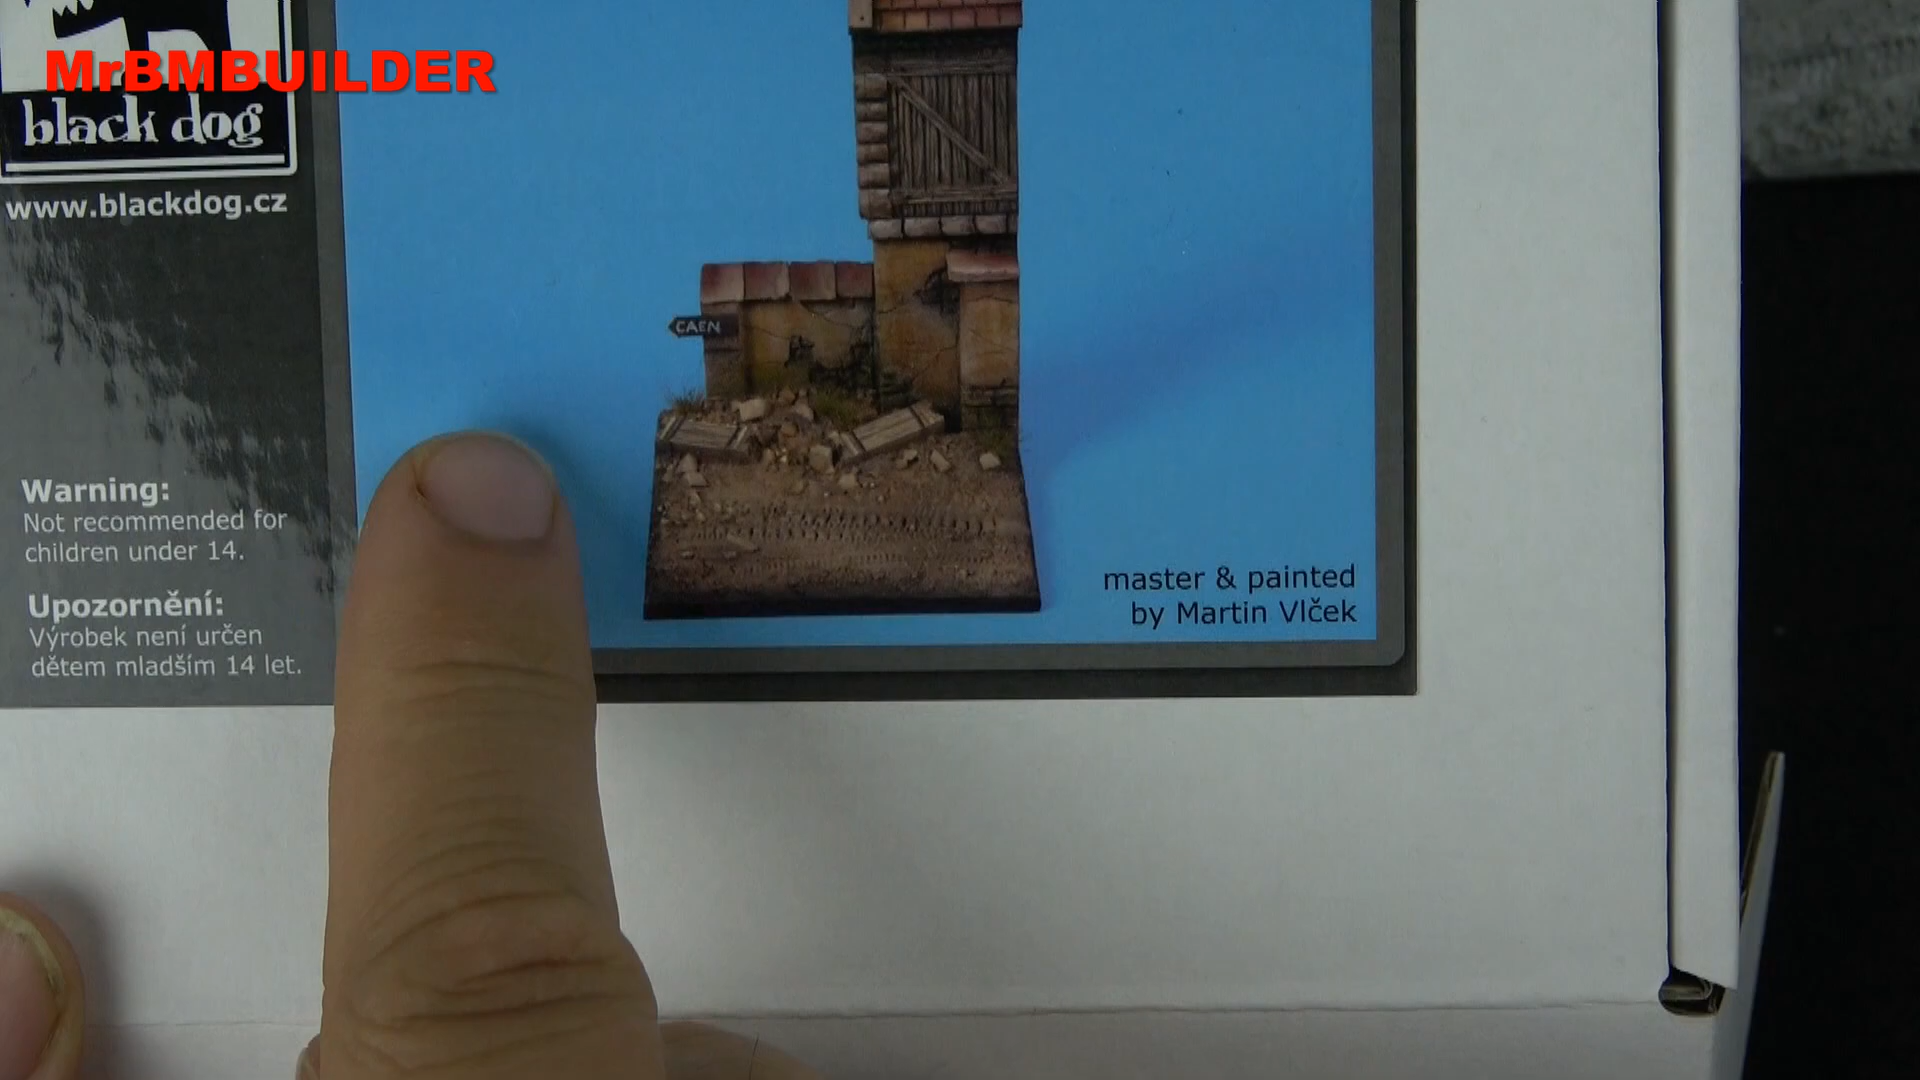 MrBMBUILDER
black dog
www.blackdog.cz
CAEN
Warning:
Not recommended for
children under 14.
Upozornění:
Výrobek není určen
dětem mladším 14 let.
master & painted
by Martin Vlček